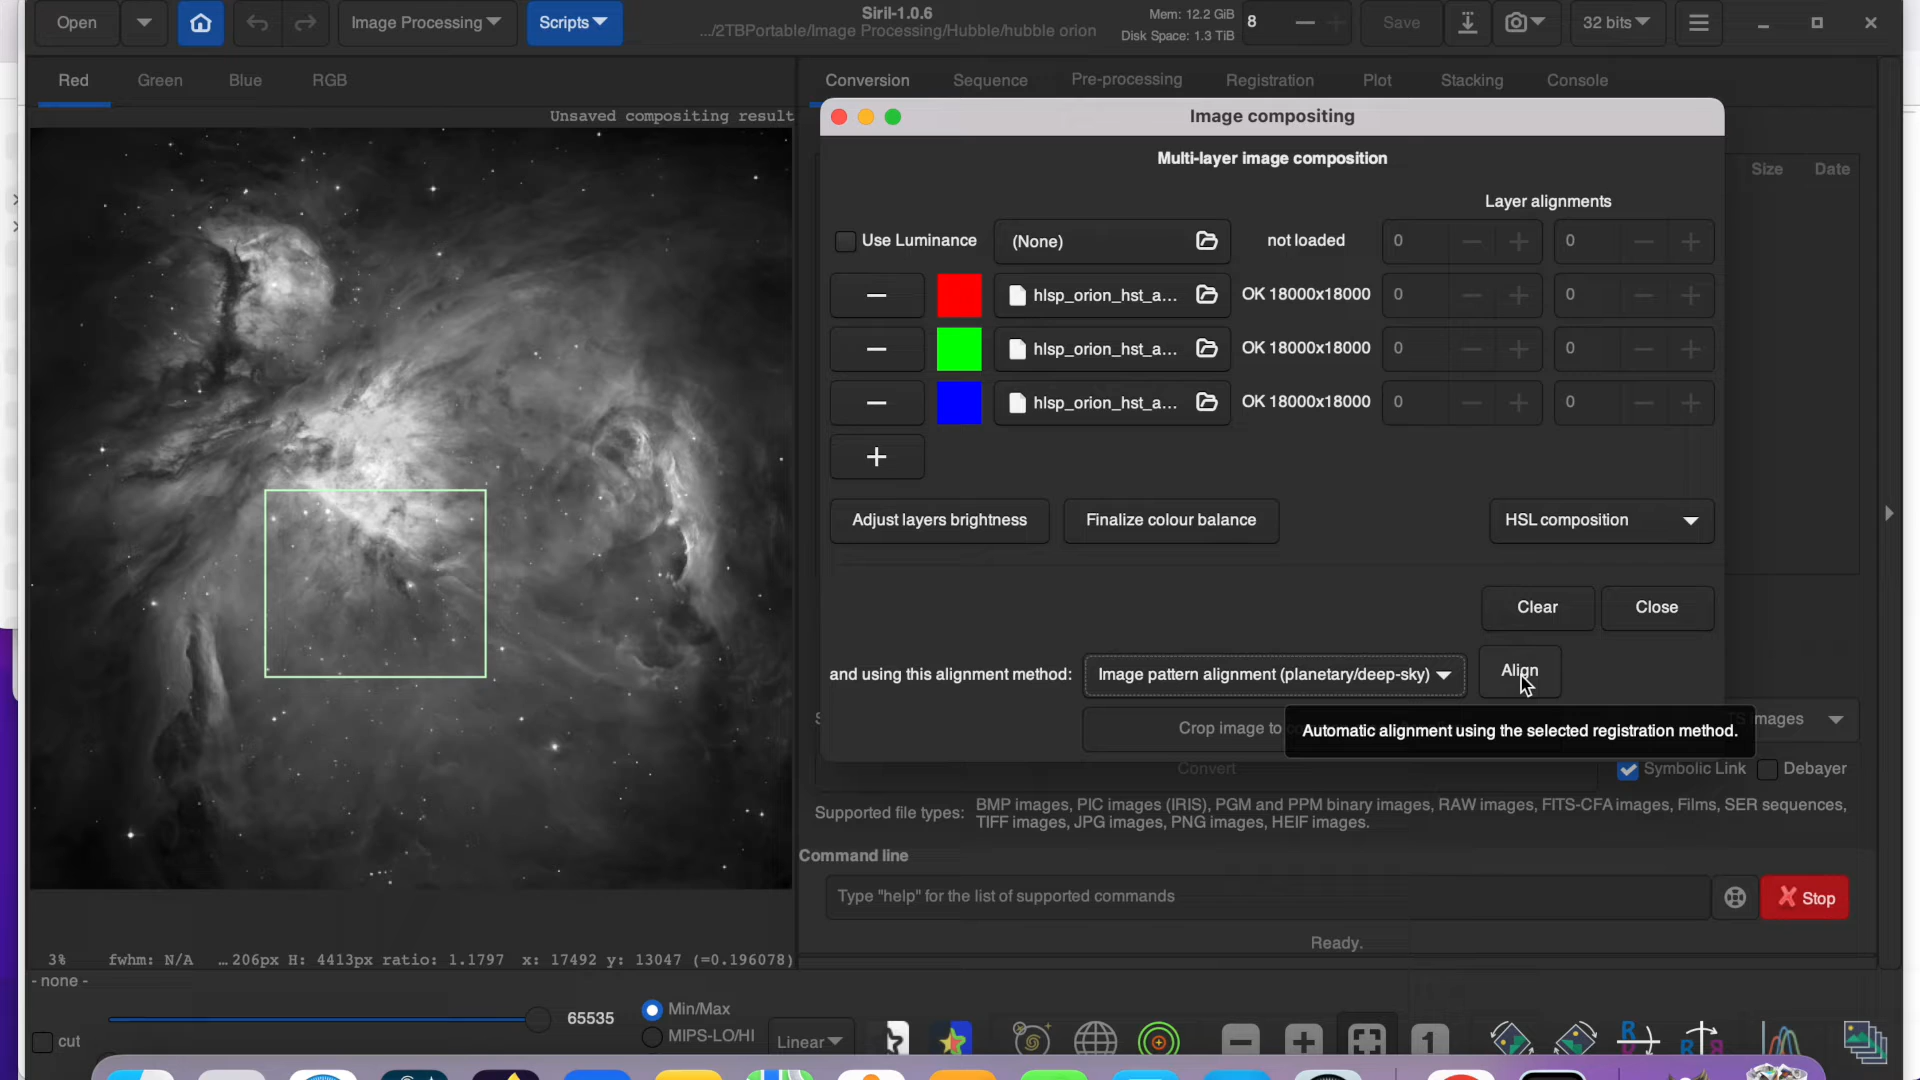 Open
Image Processing
Scripts
Siril-1.0.6
.../2TBPortable/Image Processing/Hubble/hubble orion
Mem: 12.2 GiB
Disk Space: 1.3 TiB
8
Save
32 bits
Red
Green
Blue
RGB
Unsaved compositing result
Conversion
Sequence
Pre-processing
Registration
Plot
Stacking
Console
Image compositing
Multi-layer image composition
Size
Date
Layer alignments
Use Luminance
(None)
not loaded
0
0
hlsp_orion_hst_a...
OK 18000x18000
0
0
hlsp_orion_hst_a...
OK 18000x18000
0
0
hlsp_orion_hst_a...
OK 18000x18000
0
0
Adjust layers brightness
Finalize colour balance
HSL composition
Clear
Close
and using this alignment method:
Image pattern alignment (planetary/deep-sky)
Align
Crop image to
Automatic alignment using the selected registration method.
images
Convert
Symbolic Link
Debayer
Supported file types:
BMP images, PIC images (IRIS), PGM and PPM binary images, RAW images, FITS-CFA images, Films, SER sequences,
TIFF images, JPG images, PNG images, HEIF images.
Command line
Type "help" for the list of supported commands
Stop
Ready.
3%
fwhm: N/A
…206px H: 4413px ratio: 1.1797
x: 17492 y: 13047 (=0.196078)
- none -
65535
Min/Max
MIPS-LO/HI
cut
Linear
1
R
R
R